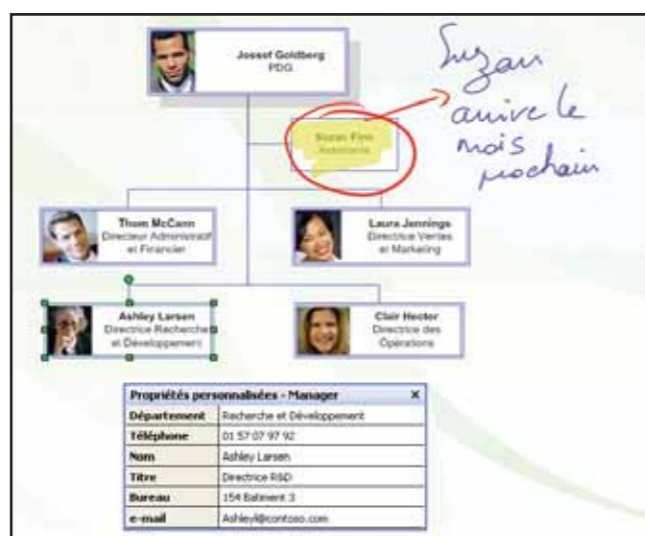 Jossef Goldberg
PDG
Suzan Fine
Assistante
Suzan
arrive le
mois
prochain
Thom McCann
Directeur Administratif
et Financier
Laura Jennings
Directrice Ventes
et Marketing
Ashley Larsen
Directrice Recherche
et Développement
Clair Hector
Directrice des
Opérations
Propriétés personnalisées - Manager ×
Département Recherche et Développement
Téléphone 01 57 07 97 92
Nom Ashley Larsen
Titre Directrice R&D
Bureau 154 Batiment 3
e-mail Ashleyl@contoso.com